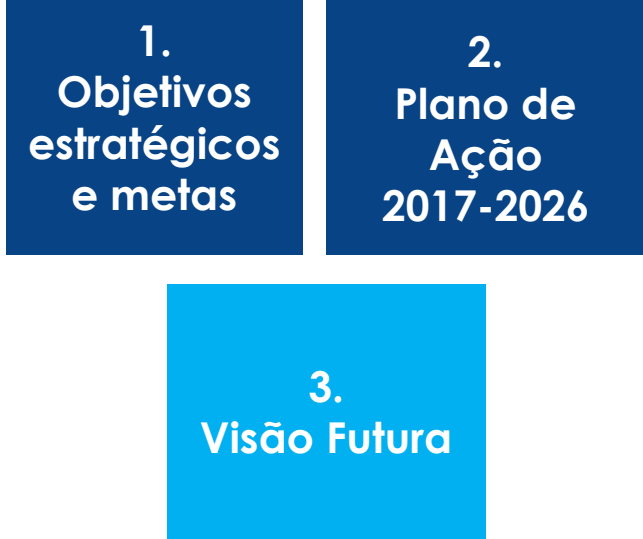 1.
Objetivos
estratégicos
e metas
2.
Plano de
Ação
2017-2026
3.
Visão Futura